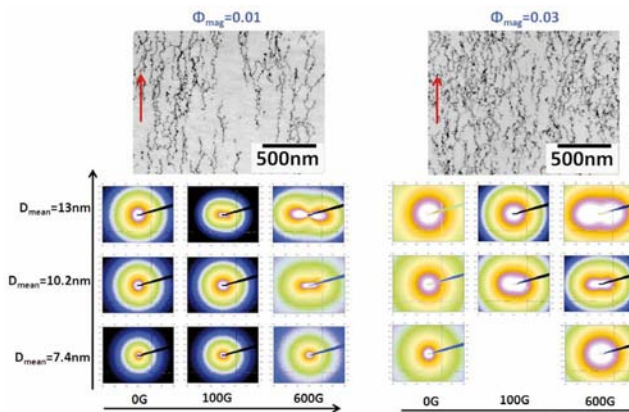 Φmag=0.01
Φmag=0.03
500nm
500nm
Dmean=13nm
Dmean=10.2nm
Dmean=7.4nm
0G
100G
600G
0G
100G
600G